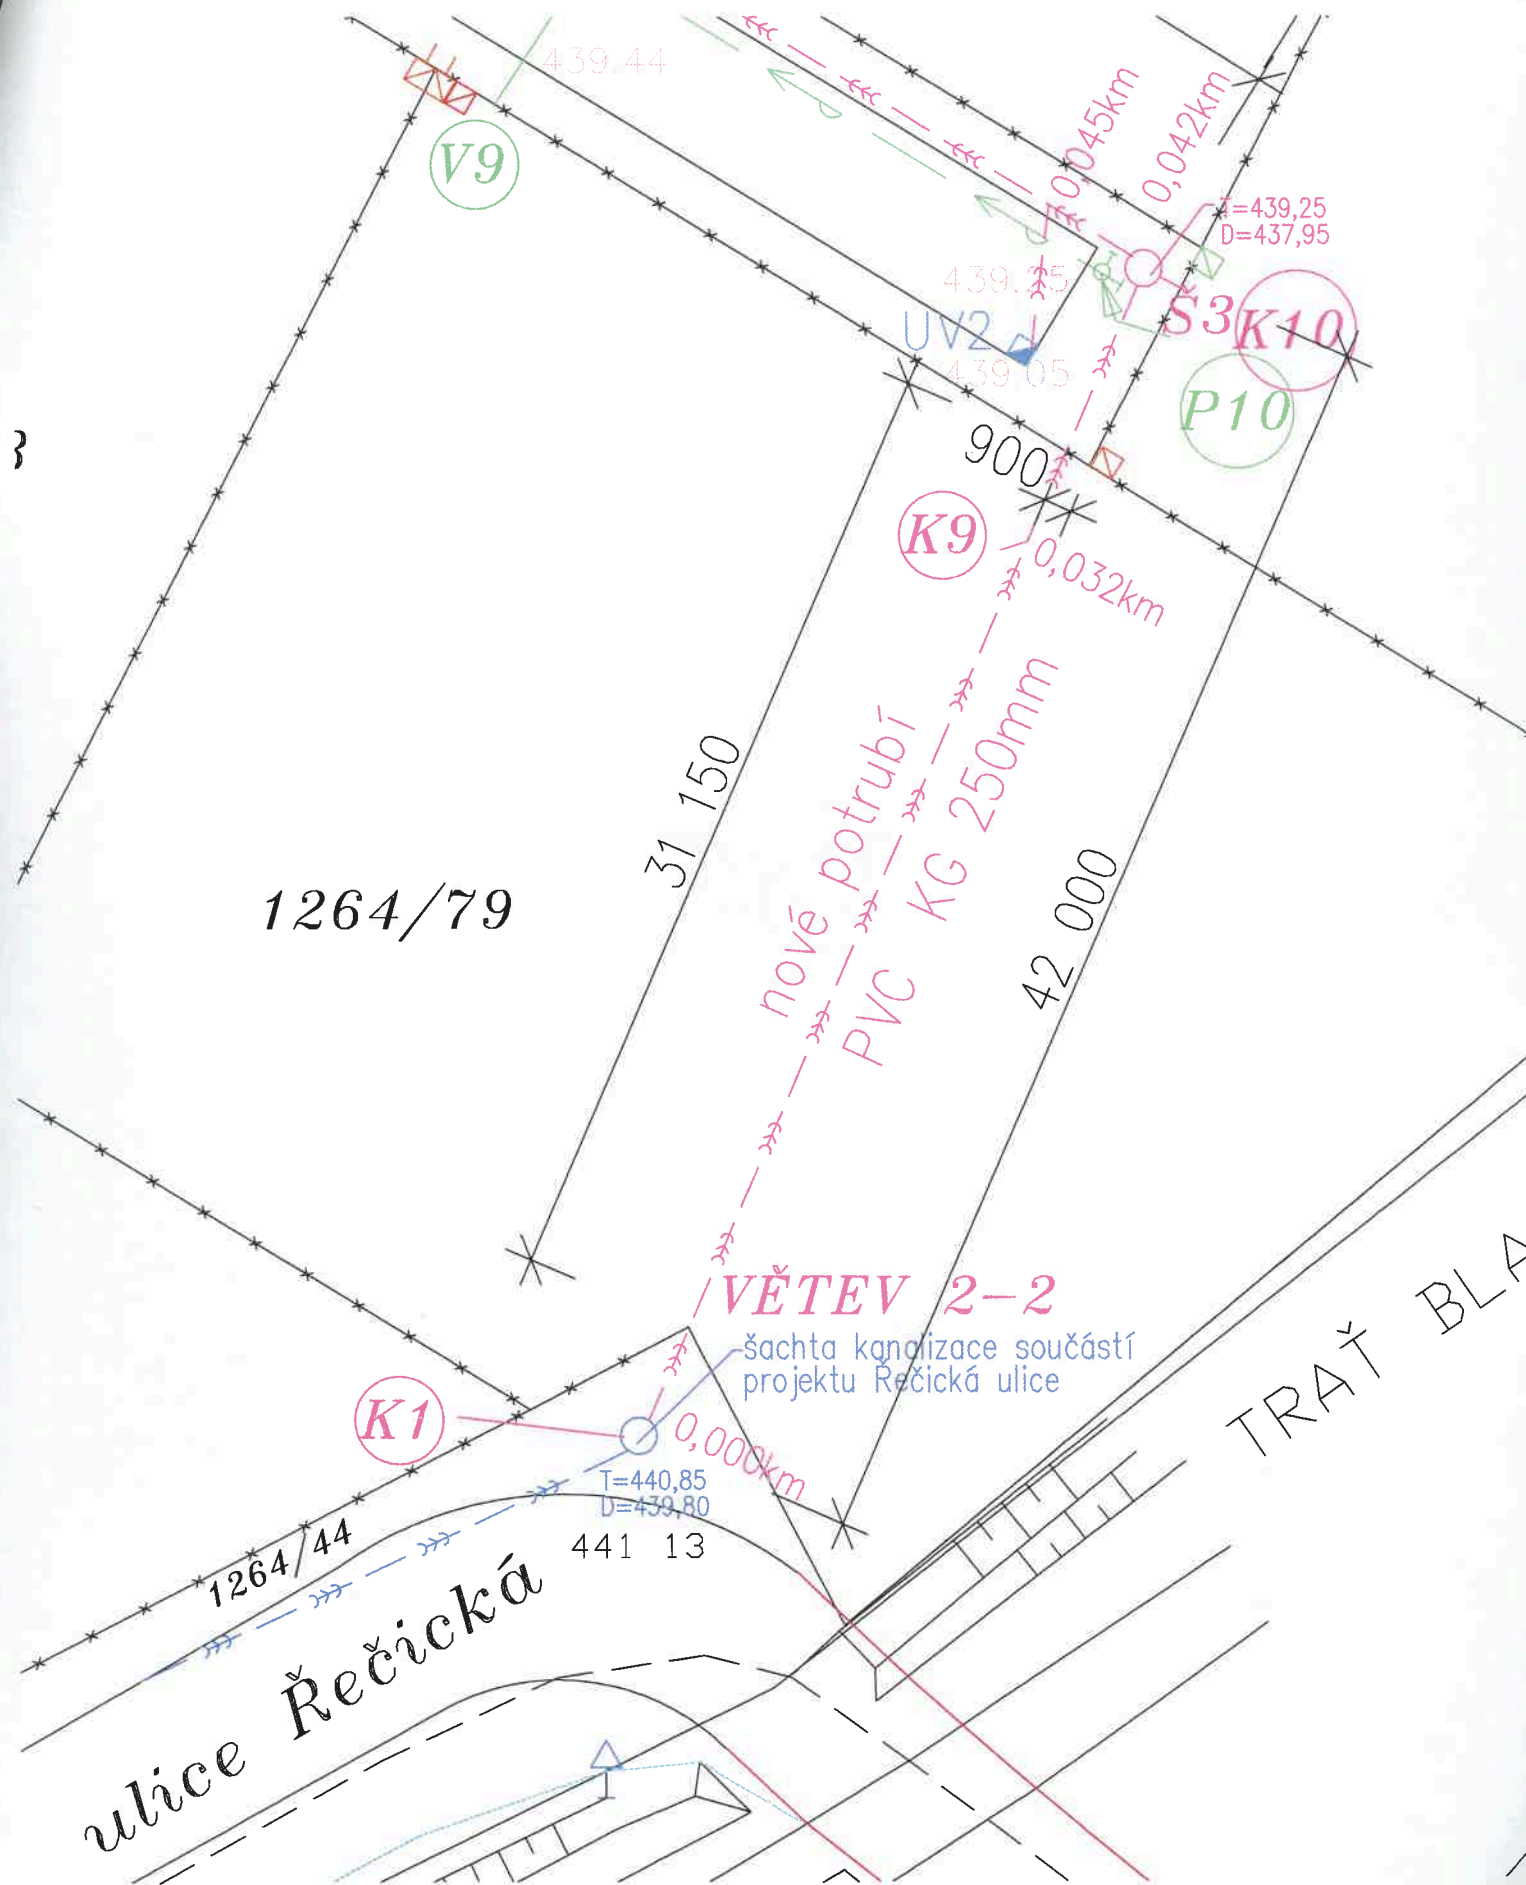 439.44
V9
0,045km
0,042km
T=439,25
D=437,95
439.25
Š3
K10
UV2
439.05
P10
900
K9
0,032km
31 150
nové potrubí
PVC KG 250mm
42 000
1264/79
VĚTEV 2-2
šachta kanalizace součástí
projektu Řečická ulice
TRAŤ BLA
K1
0,000km
T=440,85
D=439,80
441 13
1264/44
ulice Řečická